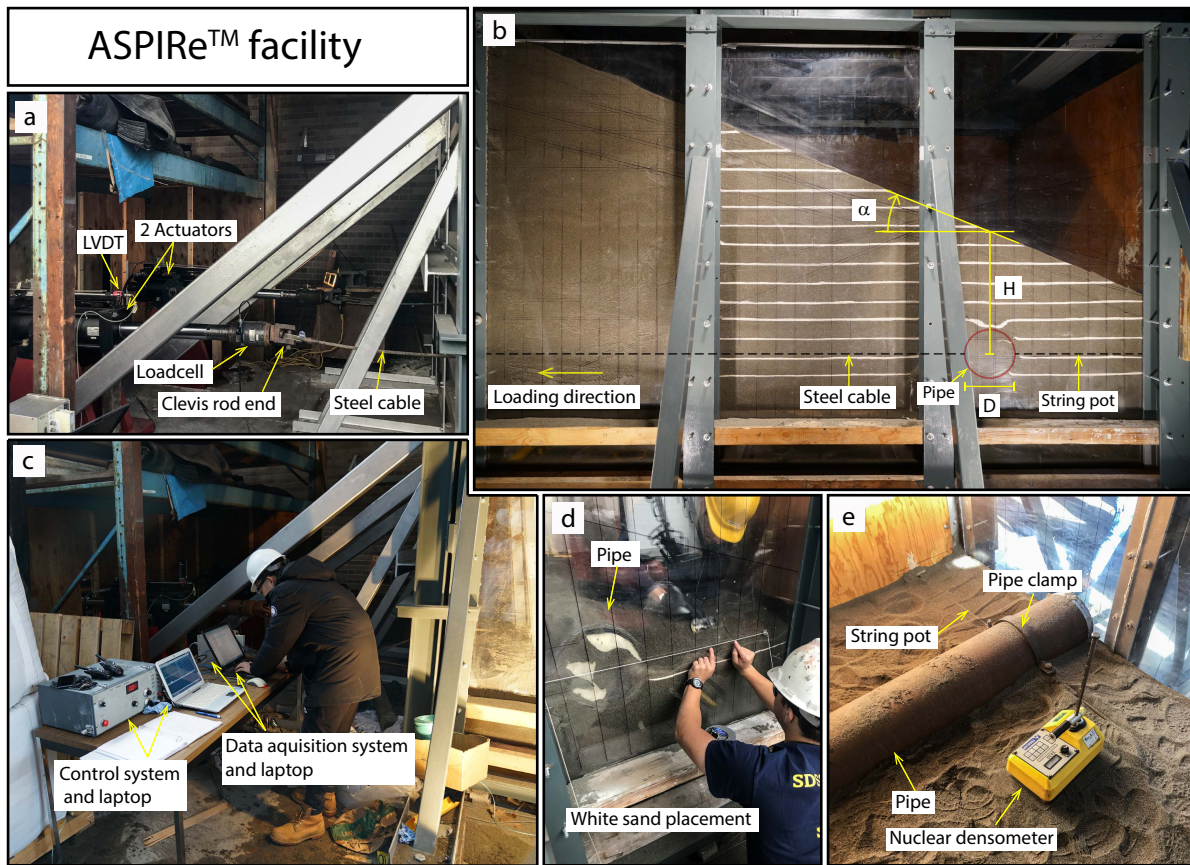 ASPIRe™ facility
a
LVDT
2 Actuators
Loadcell
Clevis rod end
Steel cable
b
α
H
Loading direction
Steel cable
Pipe
D
String pot
c
Control system
and laptop
Data aquisition system
and laptop
d
Pipe
SDS
White sand placement
e
Pipe clamp
String pot
Pipe
Nuclear densometer